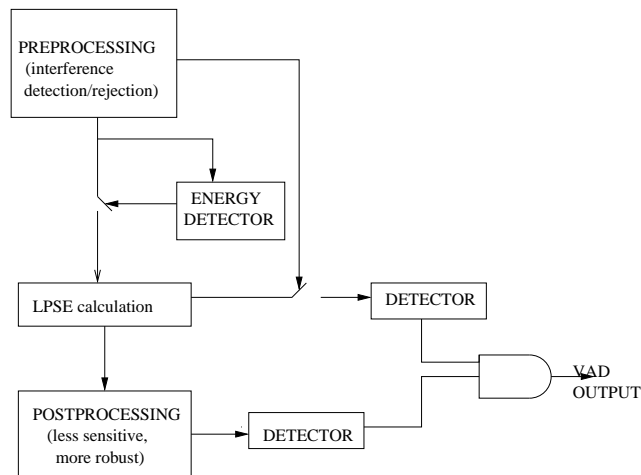 PREPROCESSING
(interference
detection/rejection)
ENERGY
DETECTOR
LPSE calculation
DETECTOR
VAD
OUTPUT
POSTPROCESSING
(less sensitive,
more robust)
DETECTOR